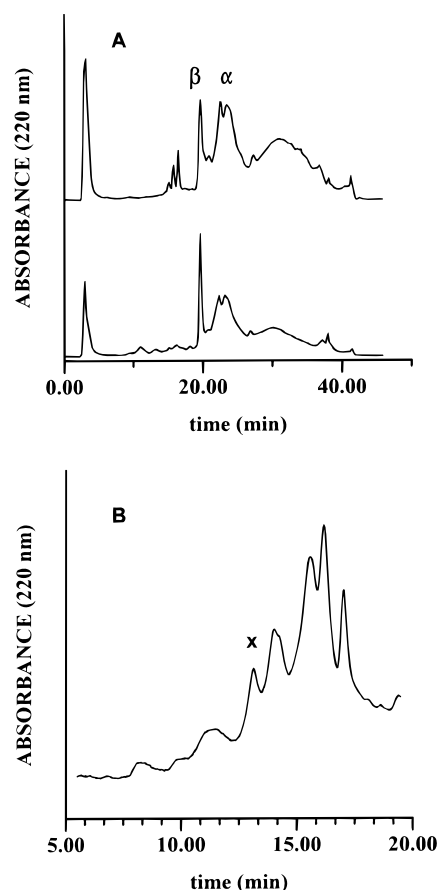 A
β α
ABSORBANCE (220 nm)
0.00 20.00 40.00
time (min)
B
x
ABSORBANCE (220 nm)
5.00 10.00 15.00 20.00
time (min)